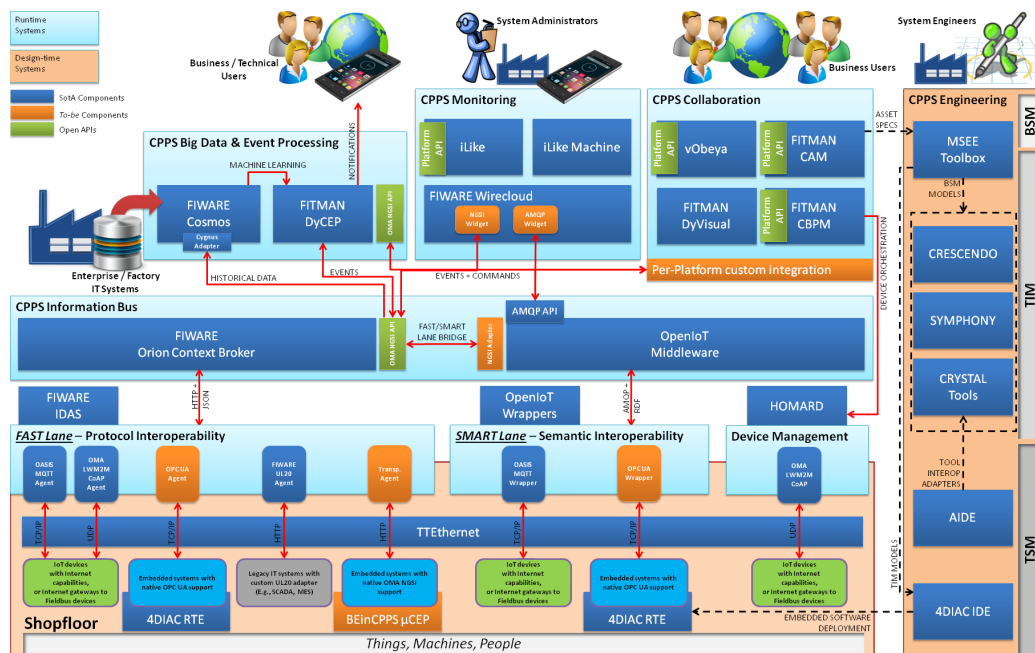 Runtime
Systems
Design-time
Systems
SotA Components
To-be Components
Open APIs
Business / Technical
Users
System Administrators
Business Users
System Engineers
NOTIFICATIONS
CPPS Big Data & Event Processing
MACHINE LEARNING
FIWARE
Cosmos
Cygnus
Adapter
FITMAN
DyCEP
OMA NGSI API
Enterprise / Factory
IT Systems
HISTORICAL DATA
EVENTS
EVENTS + COMMANDS
CPPS Monitoring
Platform
API
iLike
iLike Machine
FIWARE Wirecloud
NGSI
Widget
AMQP
Widget
CPPS Collaboration
Platform
API
vObeya
Platform
API
FITMAN
CAM
FITMAN
DyVisual
Platform
API
FITMAN
CBPM
Per-Platform custom integration
ASSET
SPECS
DEVICE ORCHESTRATION
CPPS Engineering
MSEE
Toolbox
BSM
MODELS
CRESCENDO
SYMPHONY
CRYSTAL
Tools
TOOL
INTEROP
ADAPTERS
AIDE
TIM MODELS
4DIAC IDE
EMBEDDED SOFTWARE
DEPLOYMENT
BSM
TIM
TSM
CPPS Information Bus
FIWARE
Orion Context Broker
OMA NGSI API
FAST/SMART
LANE BRIDGE
NGSI Adapter
AMQP API
OpenIoT
Middleware
HTTP +
JSON
AMQP +
RDF
FIWARE
IDAS
OpenIoT
Wrappers
HOMARD
FAST Lane – Protocol Interoperability
SMART Lane – Semantic Interoperability
Device Management
OASIS
MQTT
Agent
OMA
LWM2M
CoAP
Agent
OPCUA
Agent
FIWARE
UL20
Agent
Transp.
Agent
OASIS
MQTT
Wrapper
OPCUA
Wrapper
OMA
LWM2M
CoAP
TCP/IP
UDP
TCP/IP
HTTP
HTTP
TCP/IP
TCP/IP
UDP
TTEthernet
IoT devices
with Internet
capabilities,
or Internet gateways to
Fieldbus devices
Embedded systems with
native OPC UA support
Legacy IT systems with
custom UL20 adapter
(E.g., SCADA, MES)
Embedded systems with
native OMA NGSI
support
IoT devices
with Internet
capabilities,
or Internet gateways to
Fieldbus devices
Embedded systems with
native OPC UA support
IoT devices
with Internet
capabilities,
or Internet gateways to
Fieldbus devices
Shopfloor
4DIAC RTE
BEinCPPS µCEP
4DIAC RTE
Things, Machines, People